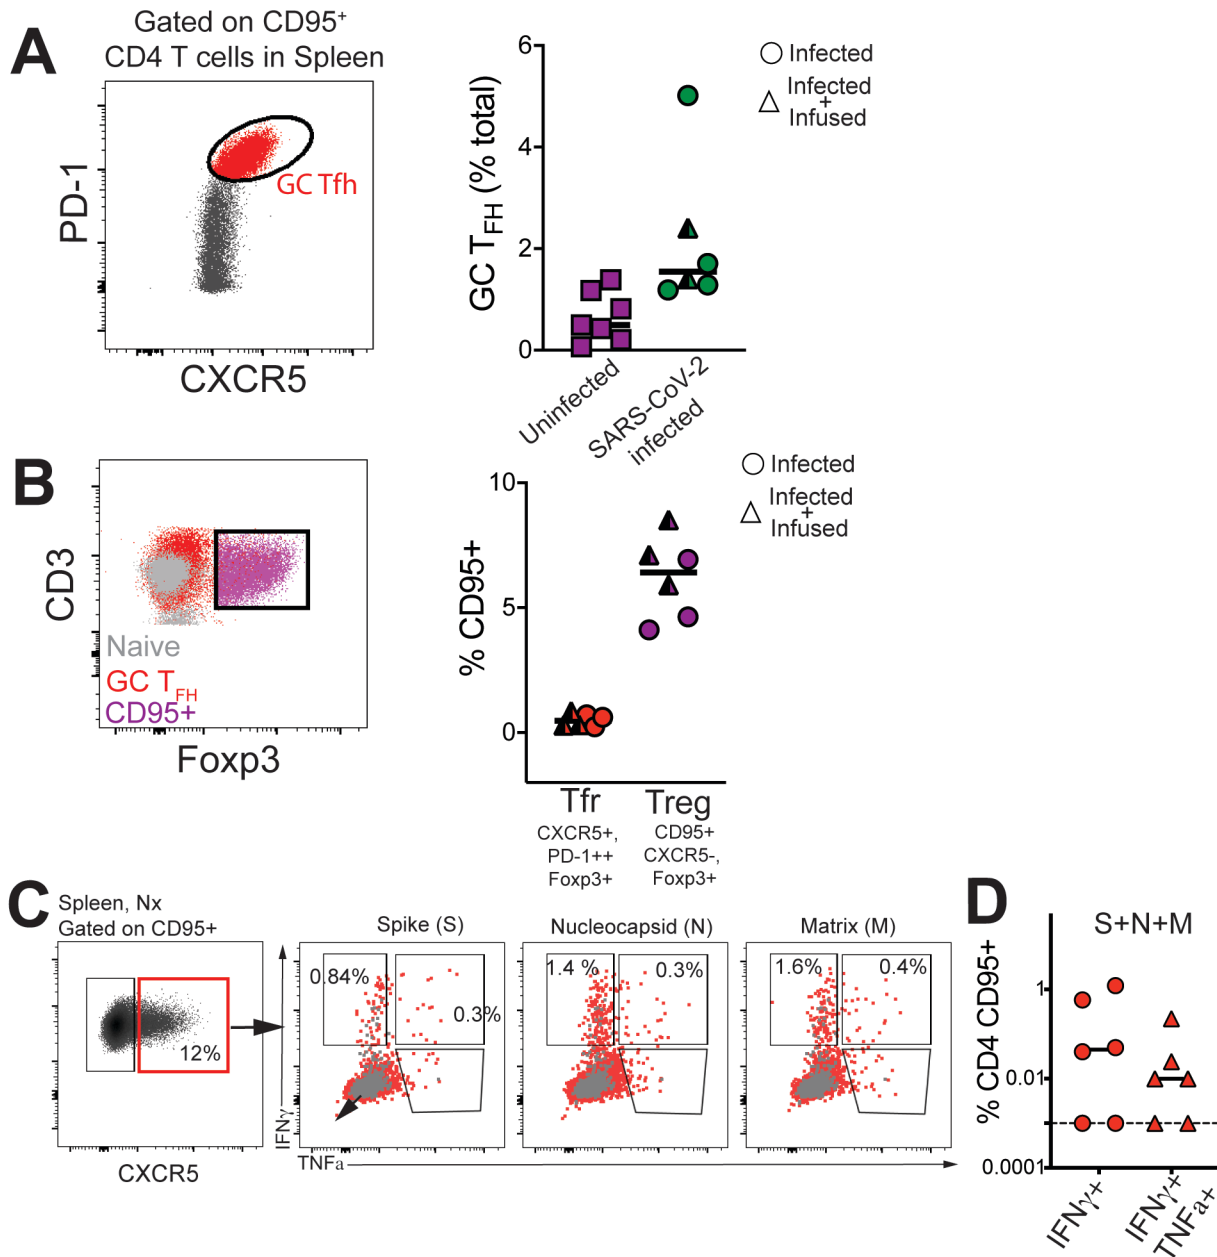 A
Gated on CD95+
CD4 T cells in Spleen
PD-1
GC Tfh
CXCR5
GC TFH (% total)
6
4
2
0
Uninfected
SARS-CoV-2
infected
Infected
Infected
+
Infused
B
CD3
Naive
GC TFH
CD95+
Foxp3
% CD95+
10
5
0
Tfr
CXCR5+,
PD-1++
Foxp3+
Treg
CD95+
CXCR5-,
Foxp3+
Infected
Infected
+
Infused
C
Spleen, Nx
Gated on CD95+
12%
CXCR5
Spike (S)
0.84%
0.3%
Nucleocapsid (N)
1.4 %
0.3%
Matrix (M)
1.6%
0.4%
IFNγ
TNFa
D
S+N+M
% CD4 CD95+
1
0.01
0.0001
IFNγ+
IFNγ+
TNFa+